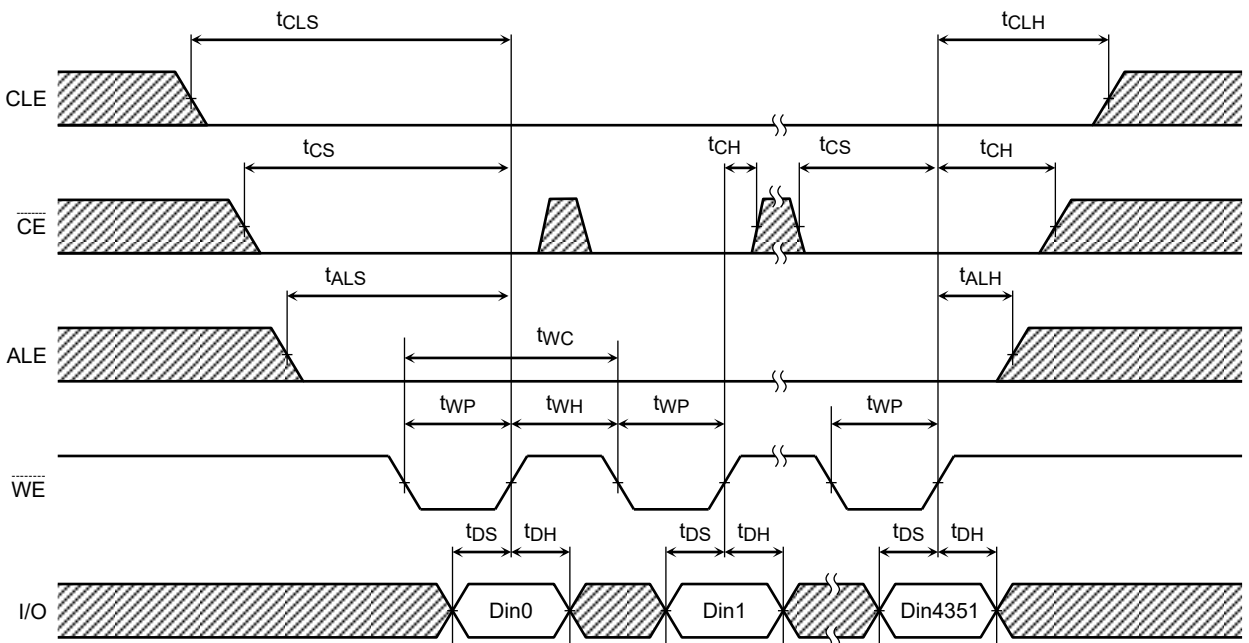 tCLS tCLH
CLE
tCS tCH tCS tCH
CE
tALS tALH
ALE
tWC
tWP tWH tWP tWP
WE
tDS tDH tDS tDH tDS tDH
I/O Din0 Din1 Din4351